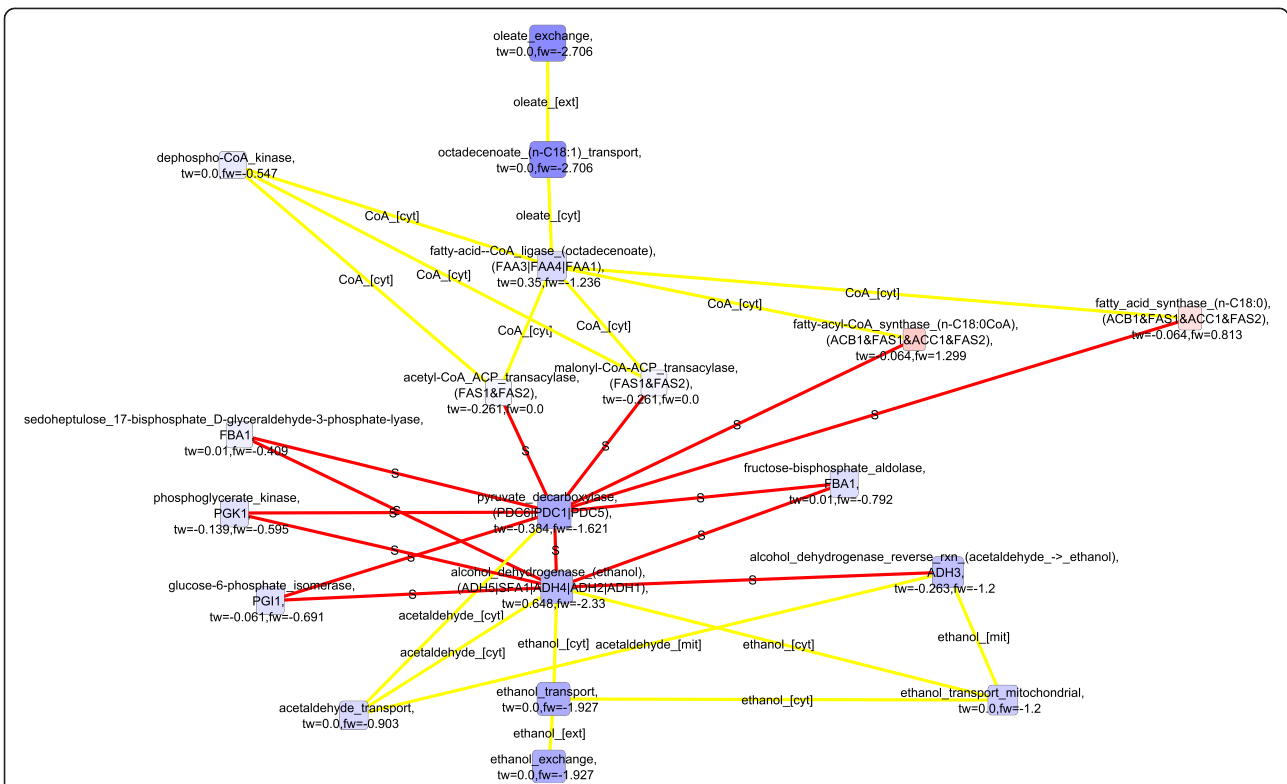 oleate_exchange,
tw=0.0,fw=-2.706
oleate_[ext]
octadecenoate_(n-C18:1)_transport,
tw=0.0,fw=-2.706
dephospho-CoA_kinase,
tw=0.0,fw=-0.547
CoA_[cyt]
oleate_[cyt]
fatty-acid--CoA_ligase_(octadecenoate),
(FAA3|FAA4|FAA1),
tw=0.35,fw=-1.236
CoA_[cyt]
CoA_[cyt]
CoA_[cyt]
CoA_[cyt]
CoA_[cyt]
CoA_[cyt]
fatty_acid_synthase_(n-C18:0),
(ACB1&FAS1&ACC1&FAS2),
tw=-0.064,fw=0.813
fatty-acyl-CoA_synthase_(n-C18:0CoA),
(ACB1&FAS1&ACC1&FAS2),
tw=-0.064,fw=1.299
acetyl-CoA_ACP_transacylase,
(FAS1&FAS2),
tw=-0.261,fw=0.0
malonyl-CoA-ACP_transacylase,
(FAS1&FAS2),
tw=-0.261,fw=0.0
S
S
S
S
sedoheptulose_17-bisphosphate_D-glyceraldehyde-3-phosphate-lyase,
FBA1,
tw=0.01,fw=-0.409
S
fructose-bisphosphate_aldolase,
FBA1,
tw=0.01,fw=-0.792
S
phosphoglycerate_kinase,
PGK1,
tw=-0.139,fw=-0.595
S
S
pyruvate_decarboxylase,
(PDC6|PDC1|PDC5),
tw=-0.384,fw=-1.621
S
S
S
S
alcohol_dehydrogenase_(ethanol),
(ADH5|SFA1|ADH4|ADH2|ADH1),
tw=0.648,fw=-2.33
alcohol_dehydrogenase_reverse_rxn_(acetaldehyde_->_ethanol),
ADH3,
tw=-0.263,fw=-1.2
S
glucose-6-phosphate_isomerase,
PGI1,
tw=-0.061,fw=-0.691
S
acetaldehyde_[cyt]
acetaldehyde_[cyt]
ethanol_[cyt]
acetaldehyde_[mit]
ethanol_[cyt]
ethanol_[mit]
acetaldehyde_transport,
tw=0.0,fw=-0.903
ethanol_transport,
tw=0.0,fw=-1.927
ethanol_[cyt]
ethanol_transport_mitochondrial,
tw=0.0,fw=-1.2
ethanol_[ext]
ethanol_exchange,
tw=0.0,fw=-1.927